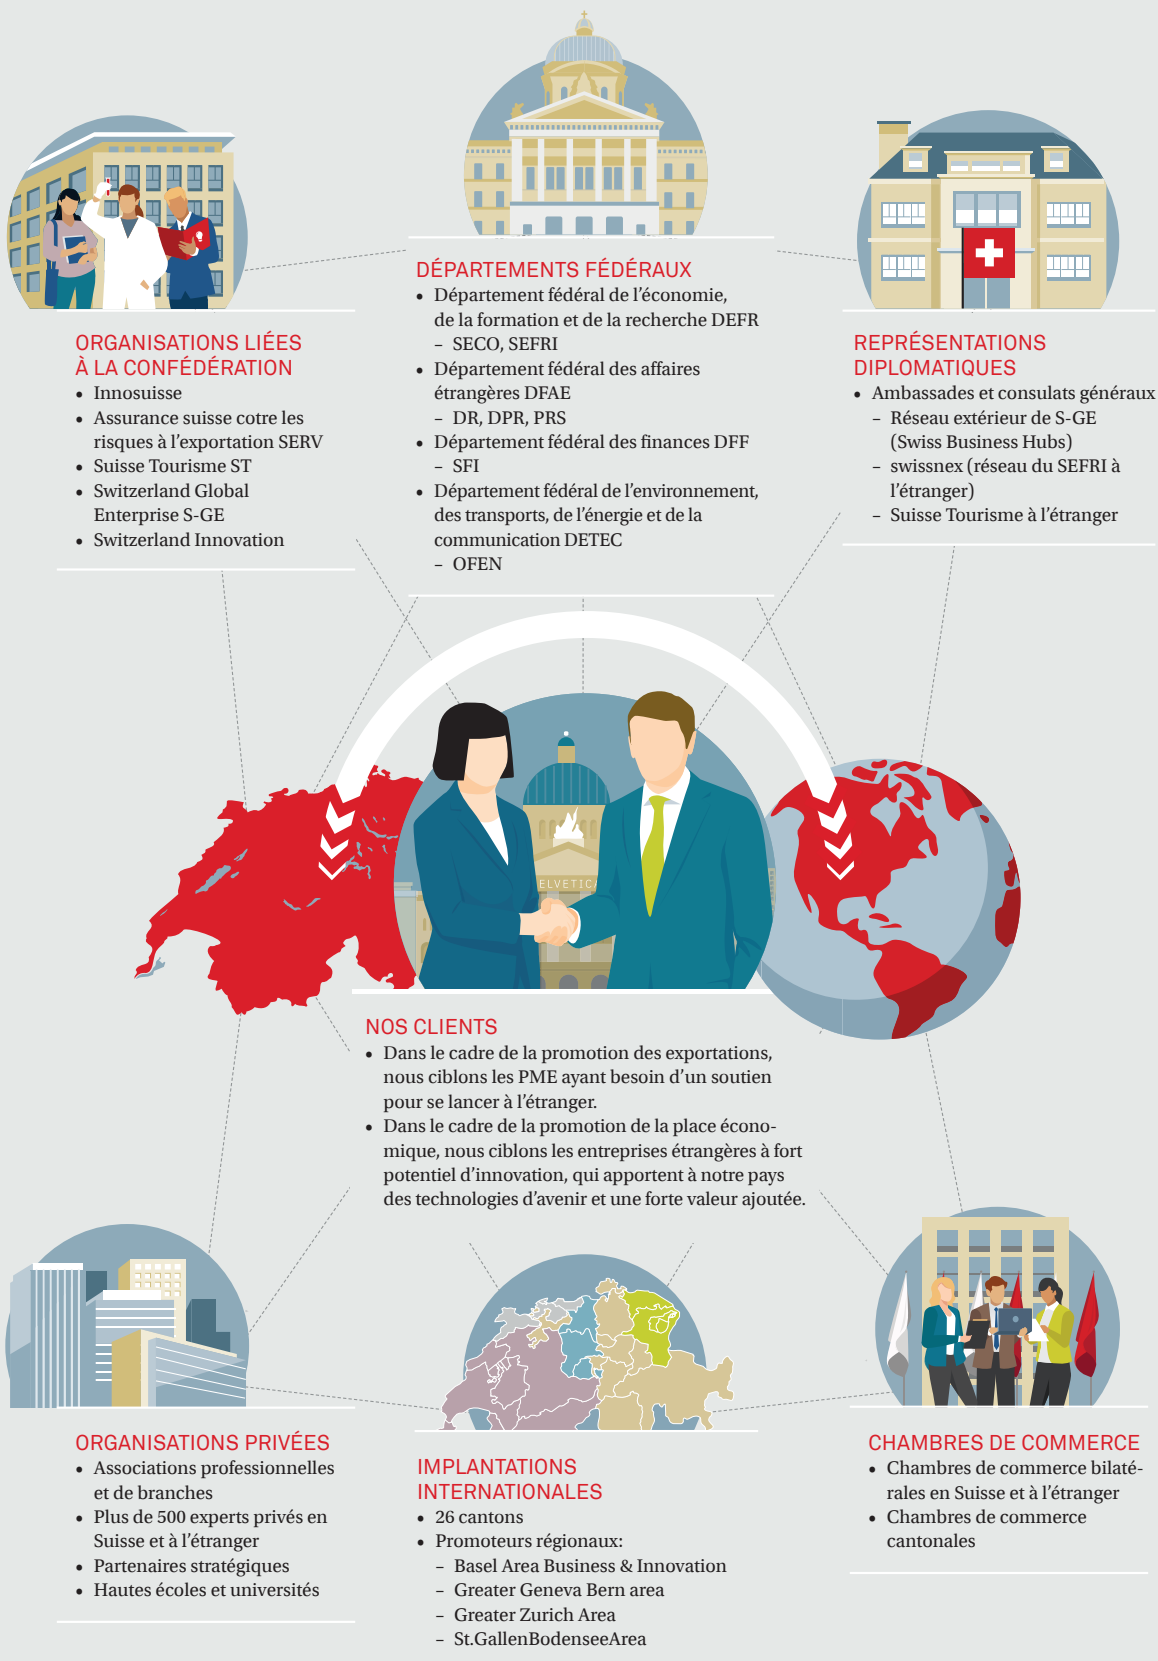 DÉPARTEMENTS FÉDÉRAUX
• Département fédéral de l’économie,
de la formation et de la recherche DEFR
– SECO, SEFRI
• Département fédéral des affaires
étrangères DFAE
– DR, DPR, PRS
• Département fédéral des finances DFF
– SFI
• Département fédéral de l’environnement,
des transports, de l’énergie et de la
communication DETEC
– OFEN
ORGANISATIONS LIÉES
À LA CONFÉDÉRATION
• Innosuisse
• Assurance suisse cotre les
risques à l’exportation SERV
• Suisse Tourisme ST
• Switzerland Global
Enterprise S-GE
• Switzerland Innovation
REPRÉSENTATIONS
DIPLOMATIQUES
• Ambassades et consulats généraux
– Réseau extérieur de S-GE
(Swiss Business Hubs)
– swissnex (réseau du SEFRI à
l’étranger)
– Suisse Tourisme à l’étranger
ELVETICA
NOS CLIENTS
• Dans le cadre de la promotion des exportations,
nous ciblons les PME ayant besoin d’un soutien
pour se lancer à l’étranger.
• Dans le cadre de la promotion de la place écono-
mique, nous ciblons les entreprises étrangères à fort
potentiel d’innovation, qui apportent à notre pays
des technologies d’avenir et une forte valeur ajoutée.
ORGANISATIONS PRIVÉES
• Associations professionnelles
et de branches
• Plus de 500 experts privés en
Suisse et à l’étranger
• Partenaires stratégiques
• Hautes écoles et universités
IMPLANTATIONS
INTERNATIONALES
• 26 cantons
• Promoteurs régionaux:
– Basel Area Business & Innovation
– Greater Geneva Bern area
– Greater Zurich Area
– St.GallenBodenseeArea
CHAMBRES DE COMMERCE
• Chambres de commerce bilaté-
rales en Suisse et à l’étranger
• Chambres de commerce
cantonales